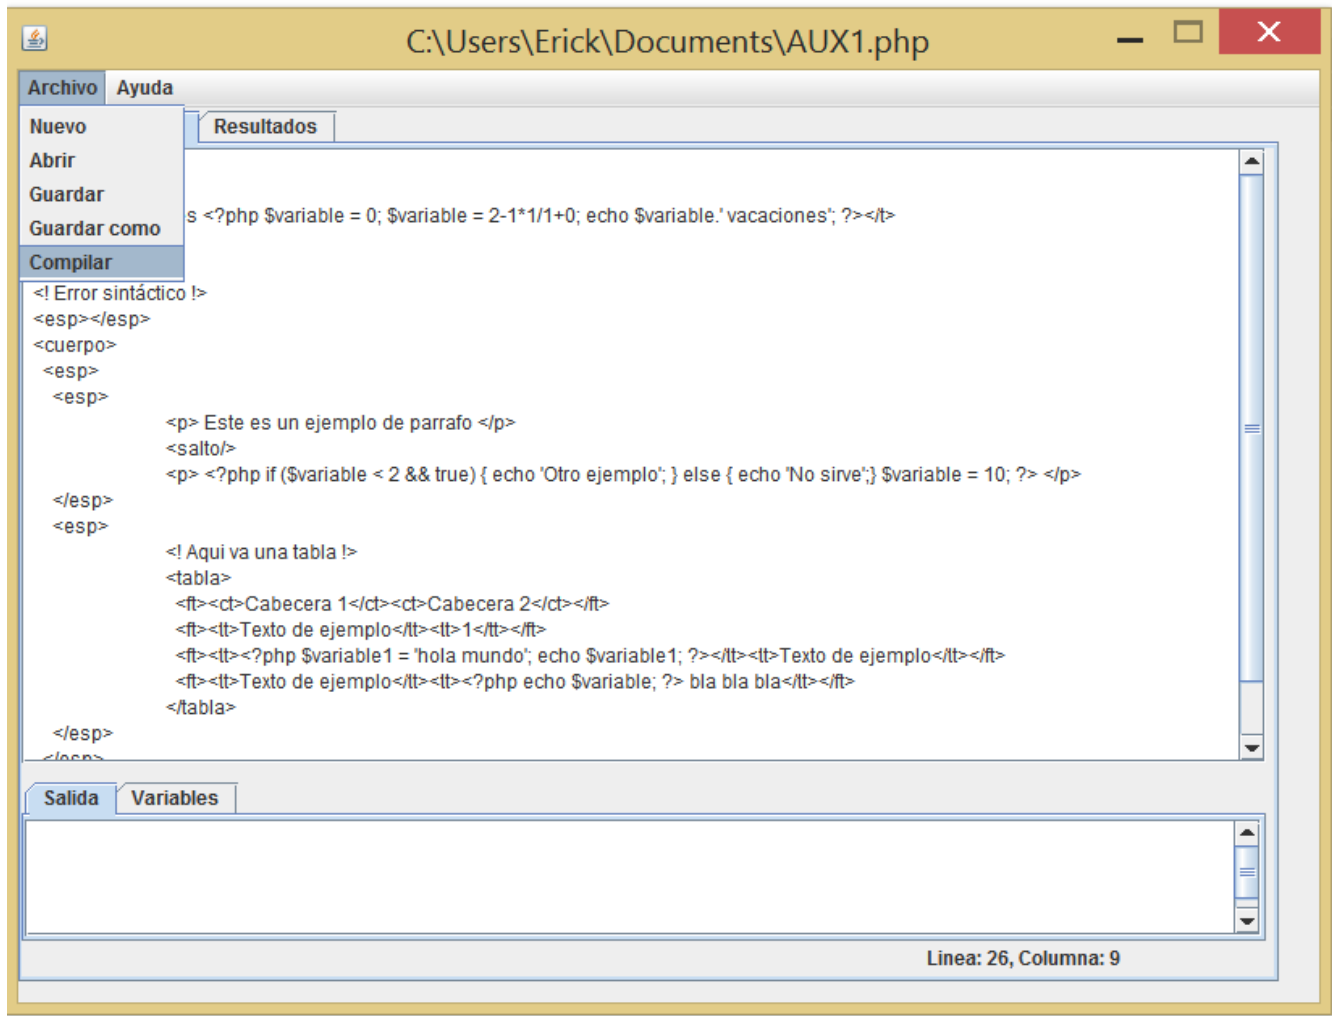 C:\Users\Erick\Documents\AUX1.php
Archivo Ayuda
Nuevo
Abrir
Guardar
Guardar como
Compilar
Resultados
s <?php $variable = 0; $variable = 2-1*1/1+0; echo $variable.' vacaciones'; ?></t>
<! Error sintáctico !>
<esp></esp>
<cuerpo>
<esp>
<esp>
<p> Este es un ejemplo de parrafo </p>
<salto/>
<p> <?php if ($variable < 2 && true) { echo 'Otro ejemplo'; } else { echo 'No sirve';} $variable = 10; ?> </p>
</esp>
<esp>
<! Aqui va una tabla !>
<tabla>
<ft><ct>Cabecera 1</ct><ct>Cabecera 2</ct></ft>
<ft><tt>Texto de ejemplo</tt><tt>1</tt></ft>
<ft><tt><?php $variable1 = 'hola mundo'; echo $variable1; ?></tt><tt>Texto de ejemplo</tt></ft>
<ft><tt>Texto de ejemplo</tt><tt><?php echo $variable; ?> bla bla bla</tt></ft>
</tabla>
</esp>
</esp>
Salida Variables
Linea: 26, Columna: 9